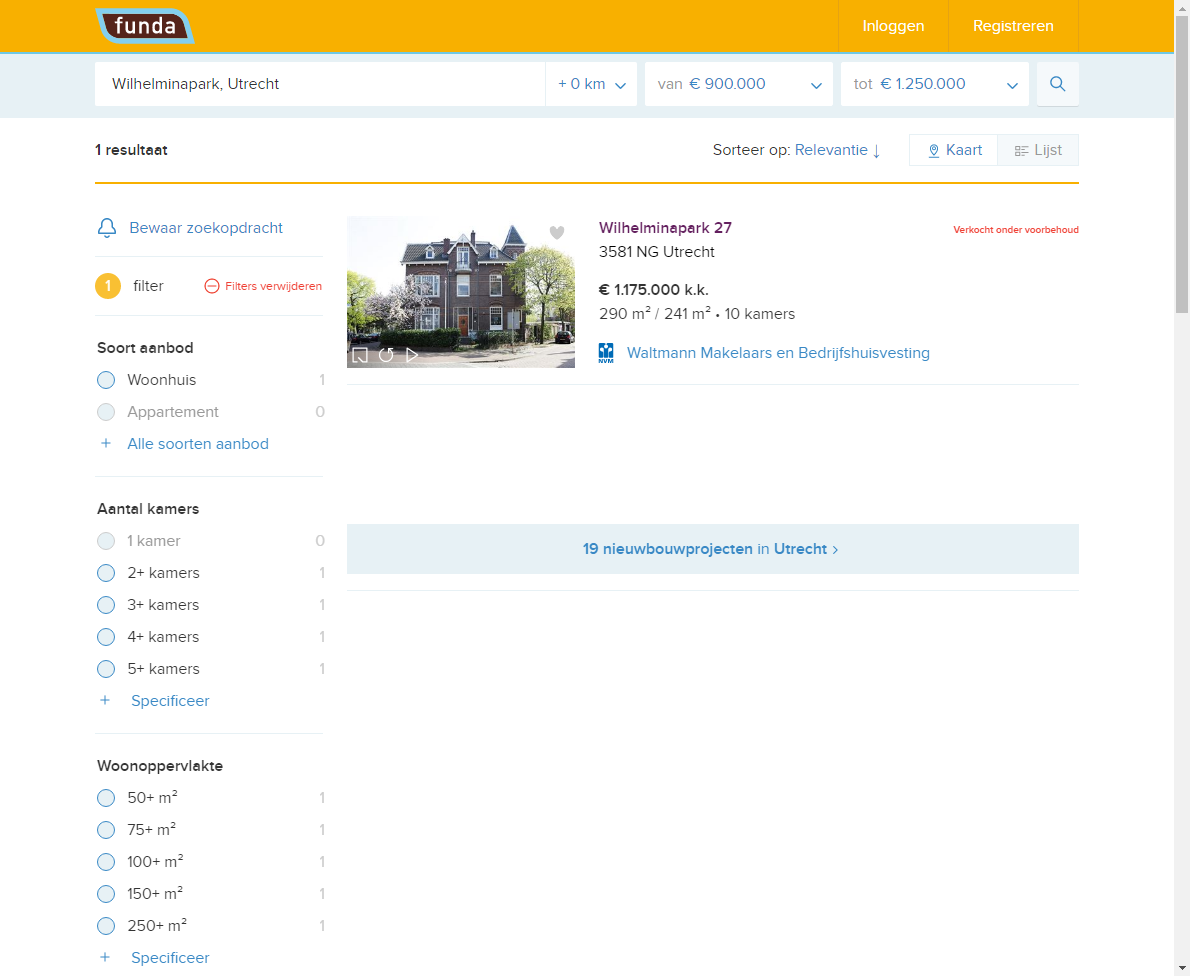 funda
Inloggen
Registreren
Wilhelminapark, Utrecht
+ 0 km
van € 900.000
tot € 1.250.000
1 resultaat
Sorteer op: Relevantie ↓
Kaart
Lijst
Bewaar zoekopdracht
1 filter
Filters verwijderen
Soort aanbod
Woonhuis 1
Appartement 0
+ Alle soorten aanbod
Aantal kamers
1 kamer 0
2+ kamers 1
3+ kamers 1
4+ kamers 1
5+ kamers 1
+ Specificeer
Woonoppervlakte
50+ m² 1
75+ m² 1
100+ m² 1
150+ m² 1
250+ m² 1
+ Specificeer
Wilhelminapark 27
Verkocht onder voorbehoud
3581 NG Utrecht
€ 1.175.000 k.k.
290 m² / 241 m² • 10 kamers
NVM
Waltmann Makelaars en Bedrijfshuisvesting
19 nieuwbouwprojecten in Utrecht ›